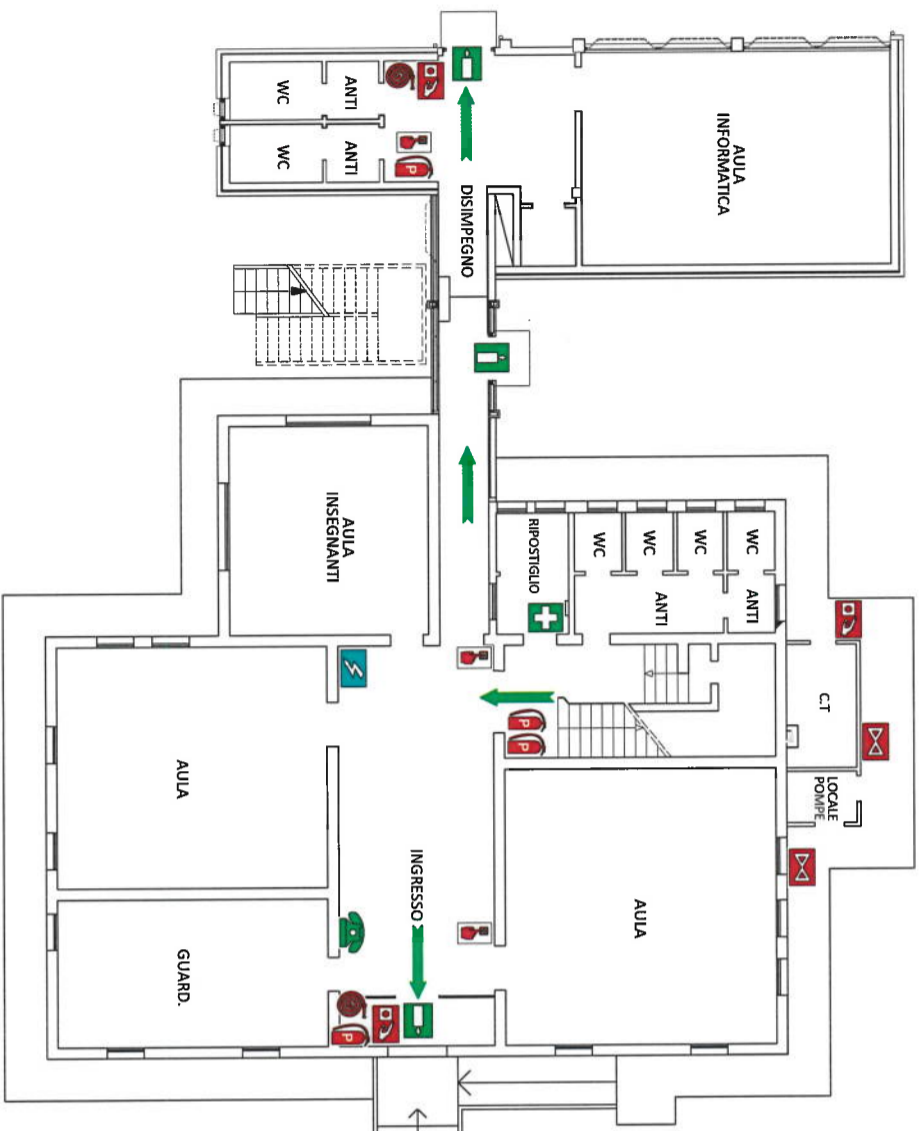 AULA
INFORMATICA
WC
ANTI
WC
ANTI
P
DISIMPEGNO
AULA
INSEGNANTI
RIPOSTIGLIO
WC
WC
WC
WC
ANTI
ANTI
C.T
LOCALE
POMPE
P
P
AULA
AULA
INGRESSO
GUARD.
P